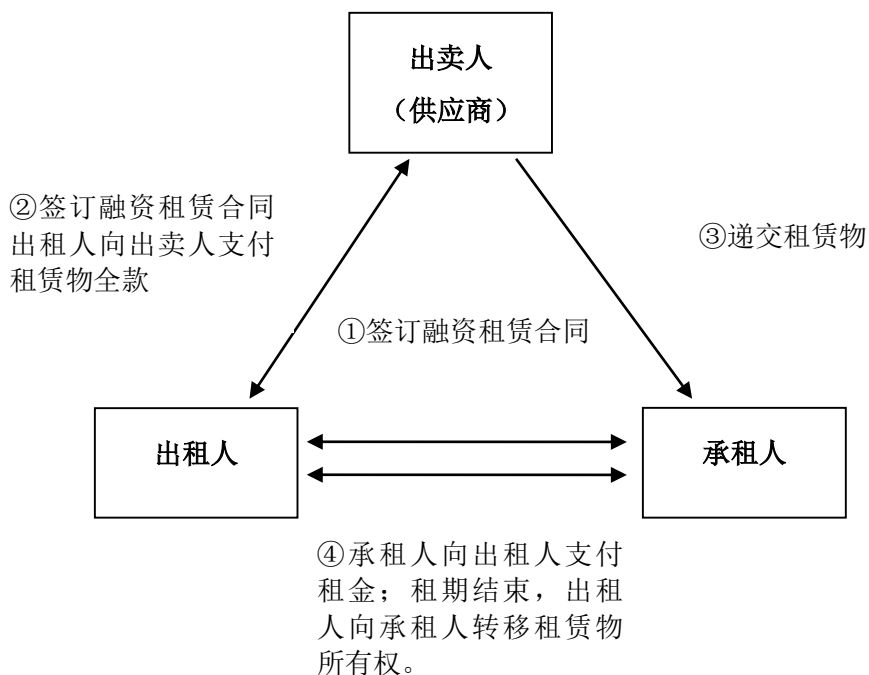 出卖人
（供应商）
②签订融资租赁合同
出租人向出卖人支付
租赁物全款
③递交租赁物
①签订融资租赁合同
出租人
承租人
④承租人向出租人支付
租金；租期结束，出租
人向承租人转移租赁物
所有权。